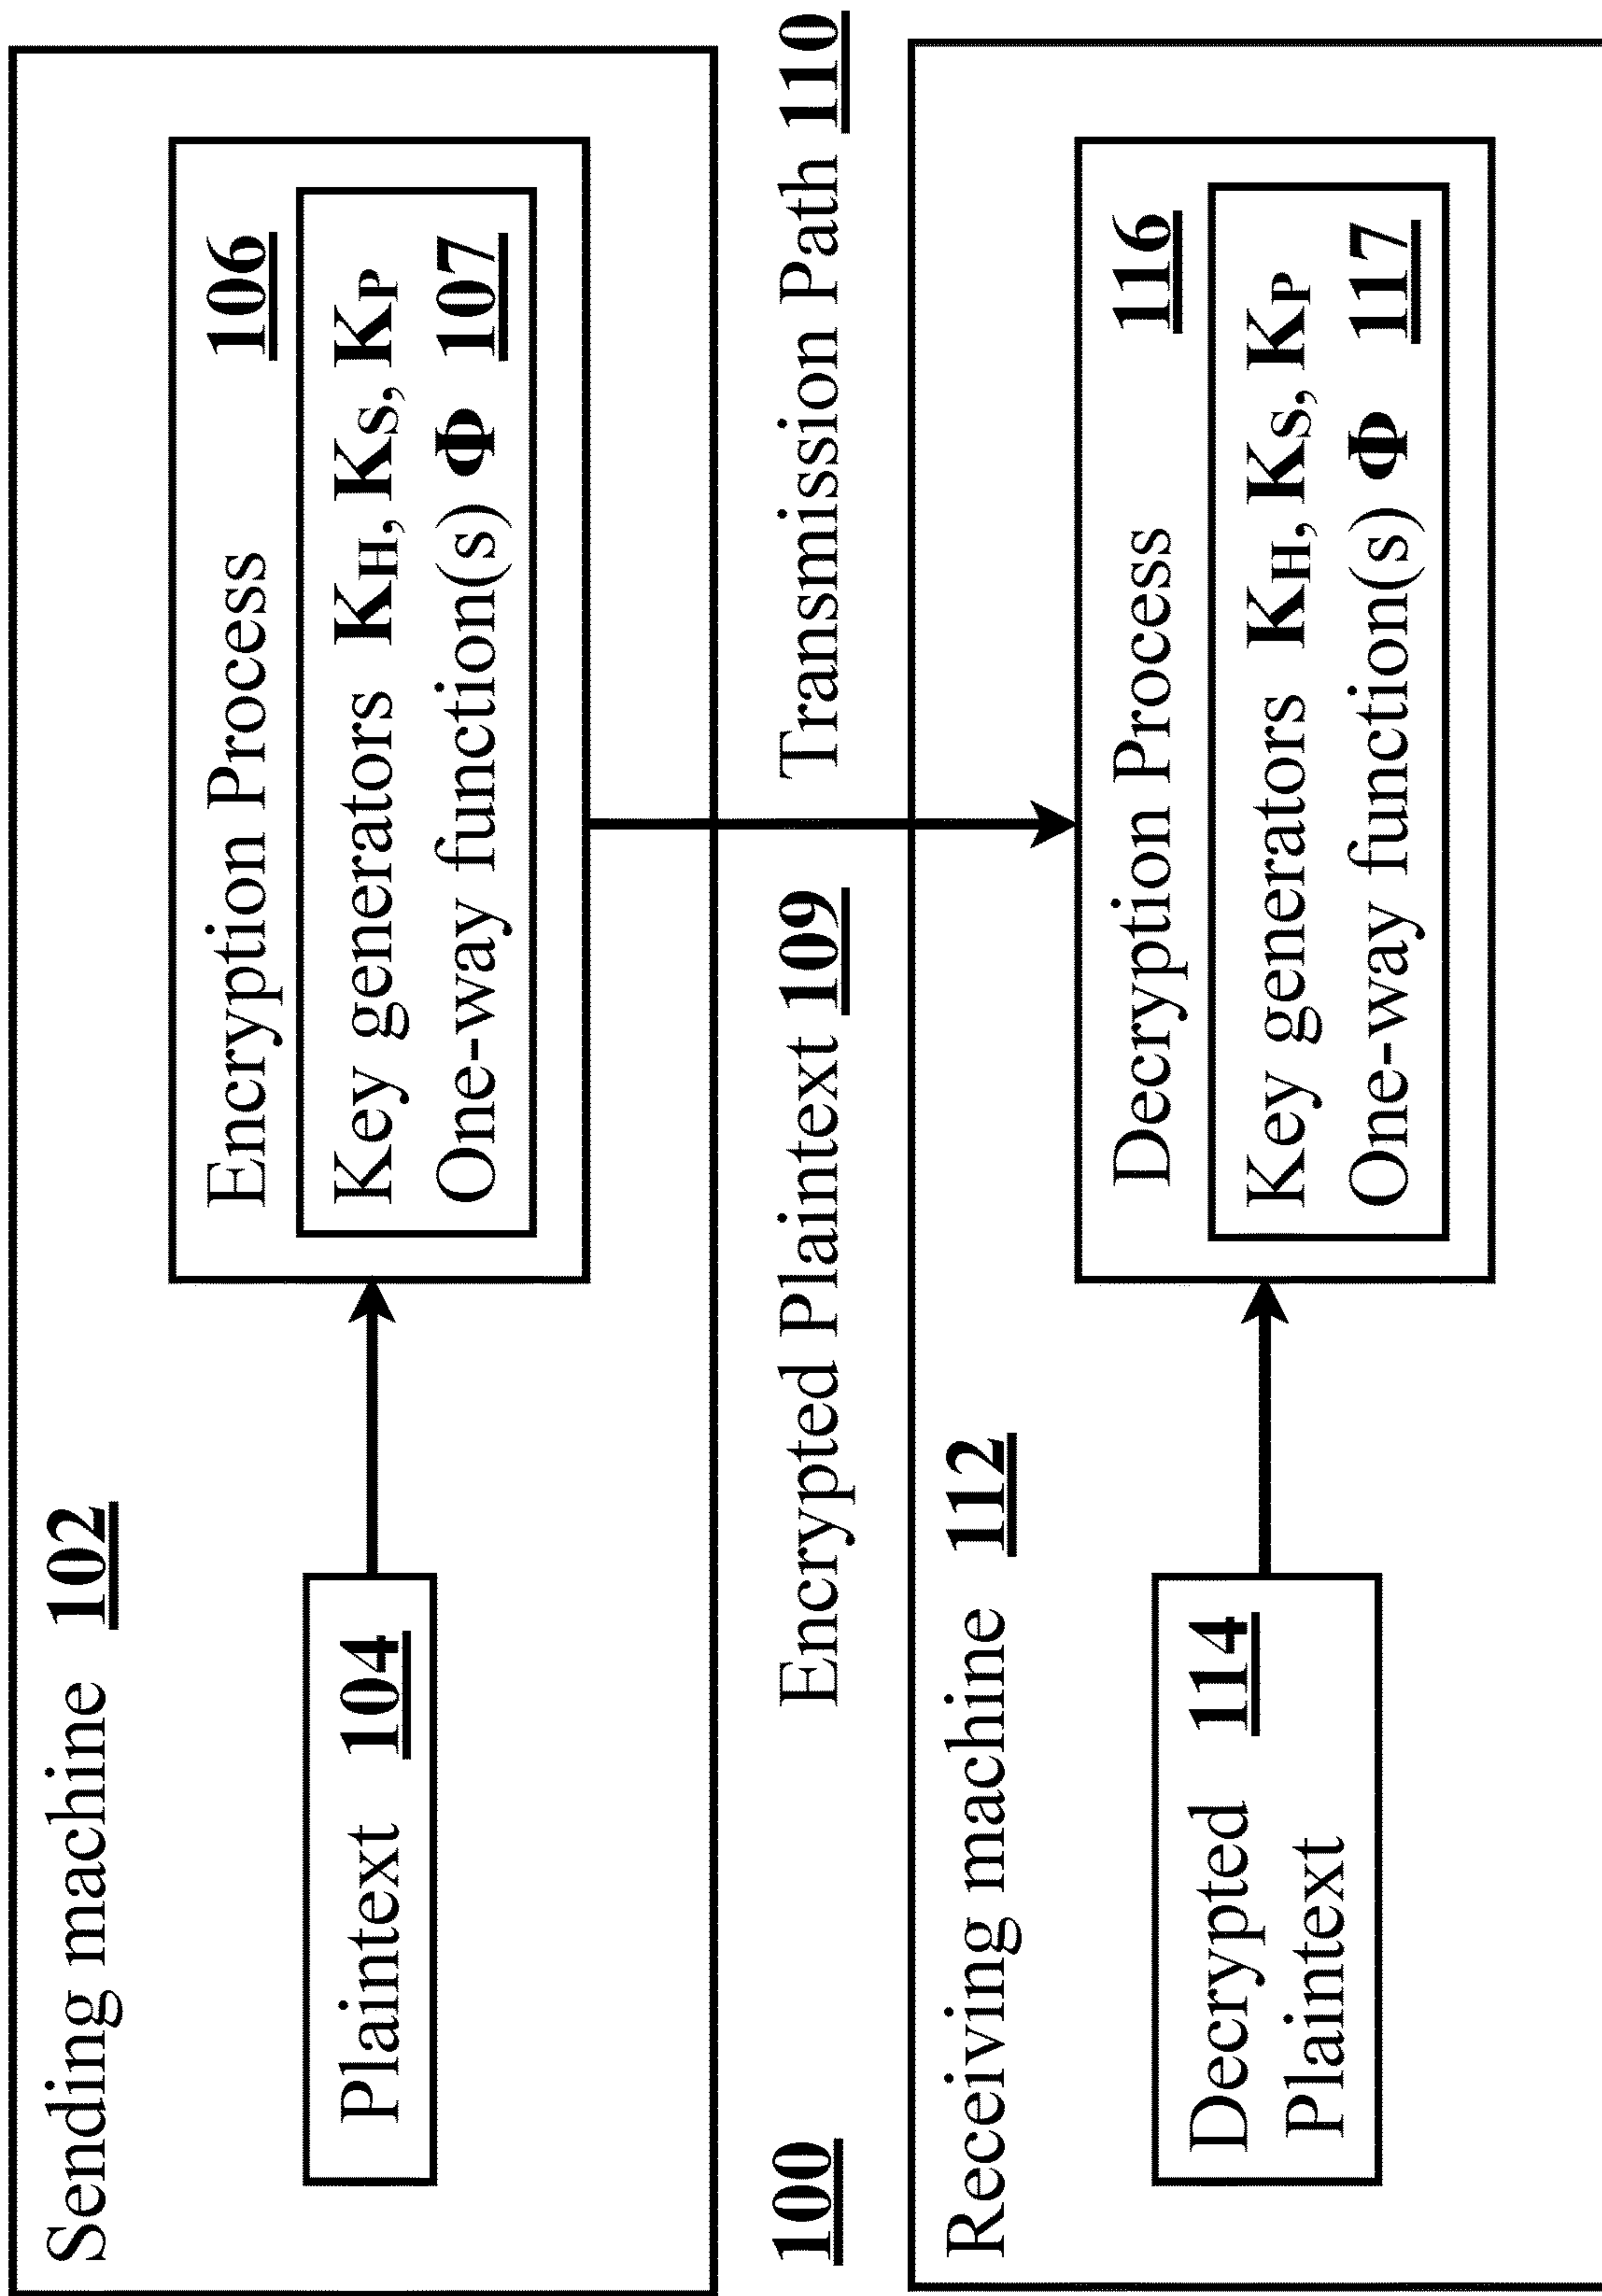 Sending machine 102
Plaintext 104
Encryption Process 106
Key generators KH, KS, KP
One-way function(s) Φ 107
100
Encrypted Plaintext 109
Transmission Path 110
Receiving machine 112
Decrypted 114
Plaintext
Decryption Process 116
Key generators KH, KS, KP
One-way function(s) Φ 117